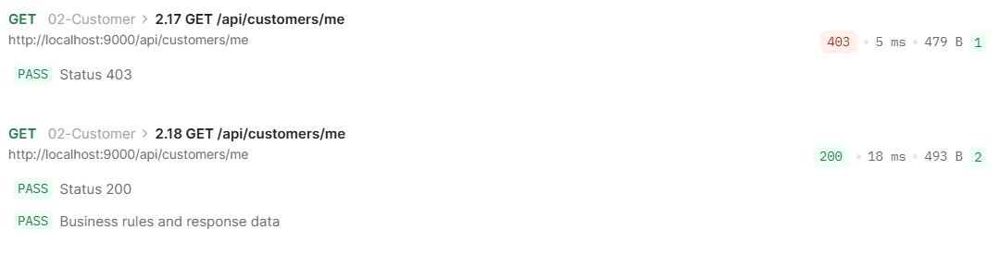 GET 02-Customer > 2.17 GET /api/customers/me
http://localhost:9000/api/customers/me
403 • 5 ms • 479 B 1
PASS Status 403
GET 02-Customer > 2.18 GET /api/customers/me
http://localhost:9000/api/customers/me
200 • 18 ms • 493 B 2
PASS Status 200
PASS Business rules and response data